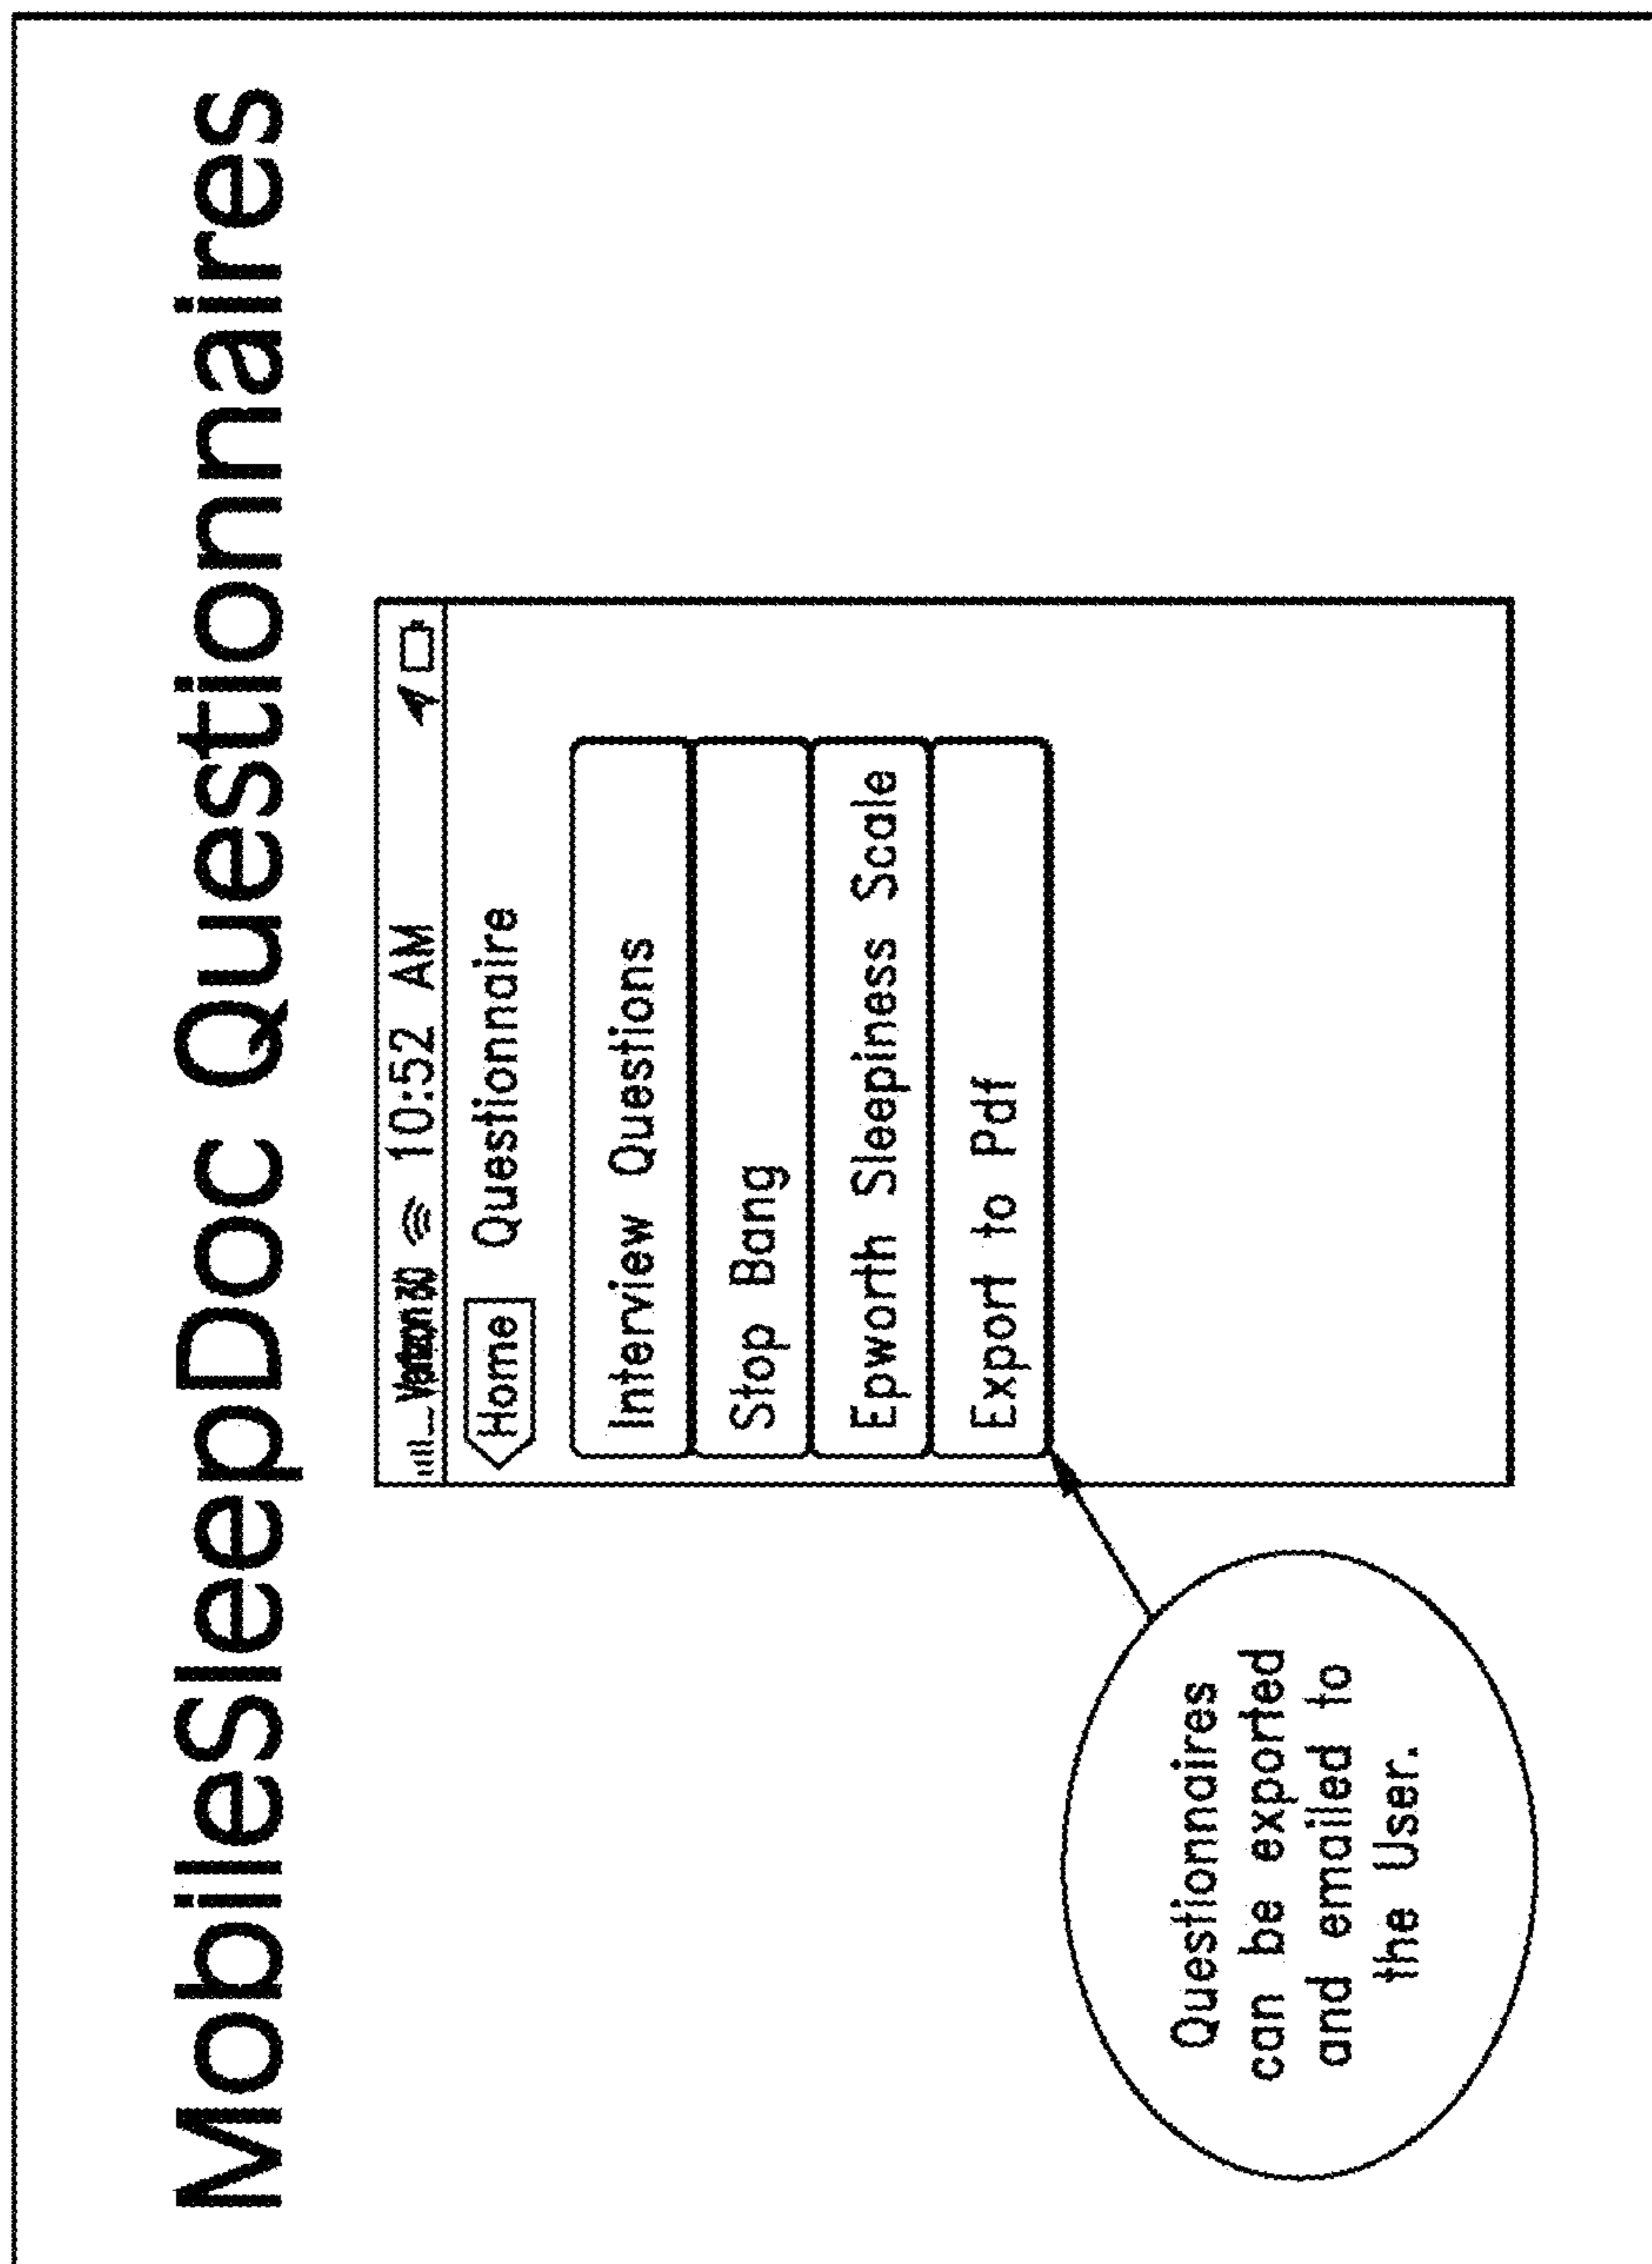 MobileSleepDoc Questionnaires
10:52 AM
Home Questionnaire
Interview Questions
Stop Bang
Epworth Sleepiness Scale
Export to Pdf
Questionnaires
can be exported
and emailed to
the User.